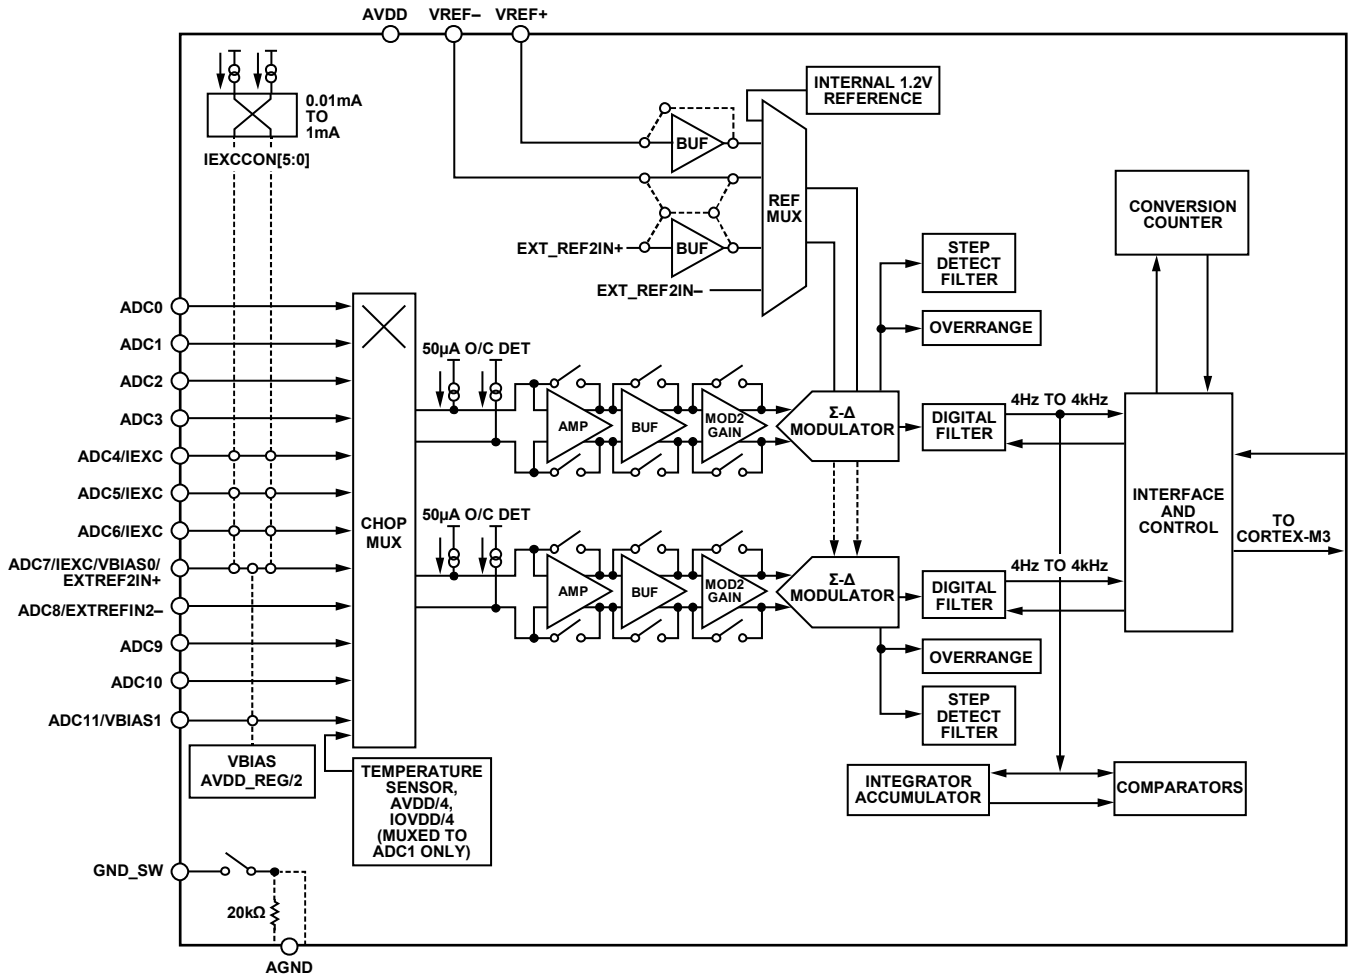 AVDD
VREF–
VREF+
0.01mA
TO
1mA
IEXCCON[5:0]
INTERNAL 1.2V
REFERENCE
BUF
REF
MUX
EXT_REF2IN+
BUF
EXT_REF2IN–
CONVERSION
COUNTER
STEP
DETECT
FILTER
OVERRANGE
ADC0
ADC1
ADC2
ADC3
ADC4/IEXC
ADC5/IEXC
ADC6/IEXC
ADC7/IEXC/VBIAS0/
EXTREF2IN+
ADC8/EXTREFIN2–
ADC9
ADC10
ADC11/VBIAS1
CHOP
MUX
50µA O/C DET
AMP
BUF
MOD2
GAIN
Σ-Δ
MODULATOR
DIGITAL
FILTER
4Hz TO 4kHz
INTERFACE
AND
CONTROL
TO
CORTEX-M3
50µA O/C DET
AMP
BUF
MOD2
GAIN
Σ-Δ
MODULATOR
DIGITAL
FILTER
4Hz TO 4kHz
OVERRANGE
STEP
DETECT
FILTER
VBIAS
AVDD_REG/2
TEMPERATURE
SENSOR,
AVDD/4,
IOVDD/4
(MUXED TO
ADC1 ONLY)
INTEGRATOR
ACCUMULATOR
COMPARATORS
GND_SW
20kΩ
AGND